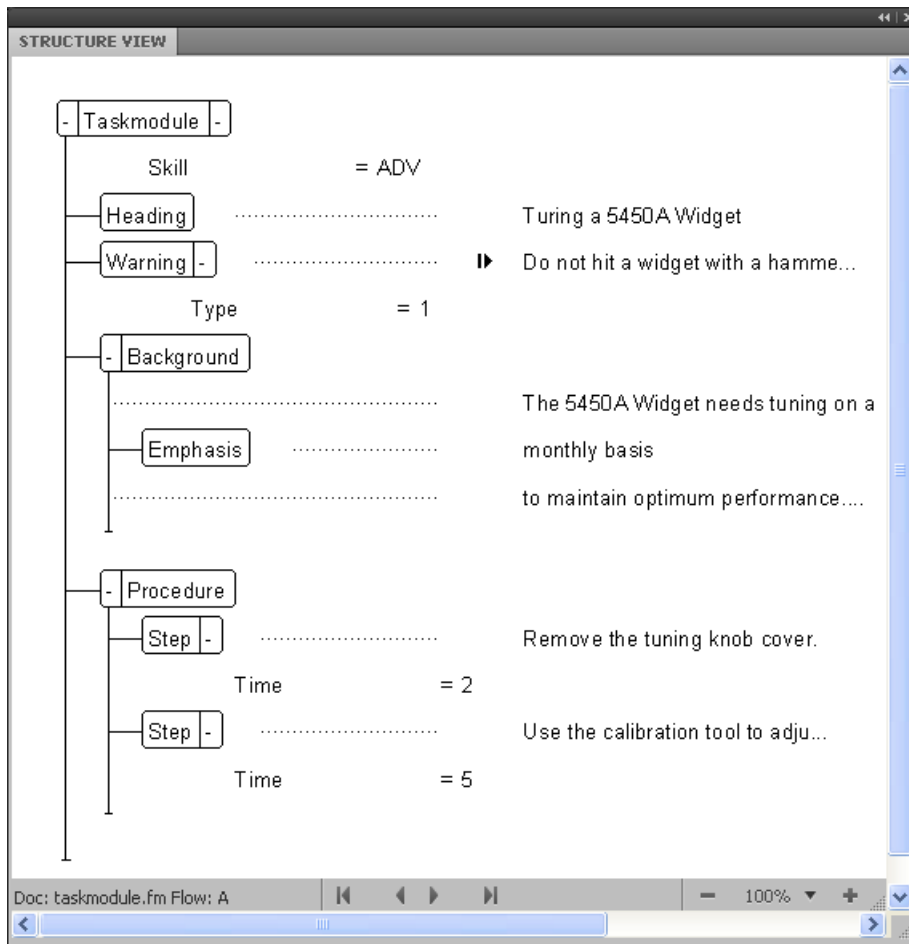 STRUCTURE VIEW
- Taskmodule -
Skill = ADV
Heading Turing a 5450A Widget
Warning - Do not hit a widget with a hamme...
Type = 1
- Background
The 5450A Widget needs tuning on a
Emphasis monthly basis
to maintain optimum performance....
- Procedure
Step - Remove the tuning knob cover.
Time = 2
Step - Use the calibration tool to adju...
Time = 5
Doc: taskmodule.fm Flow: A 100%